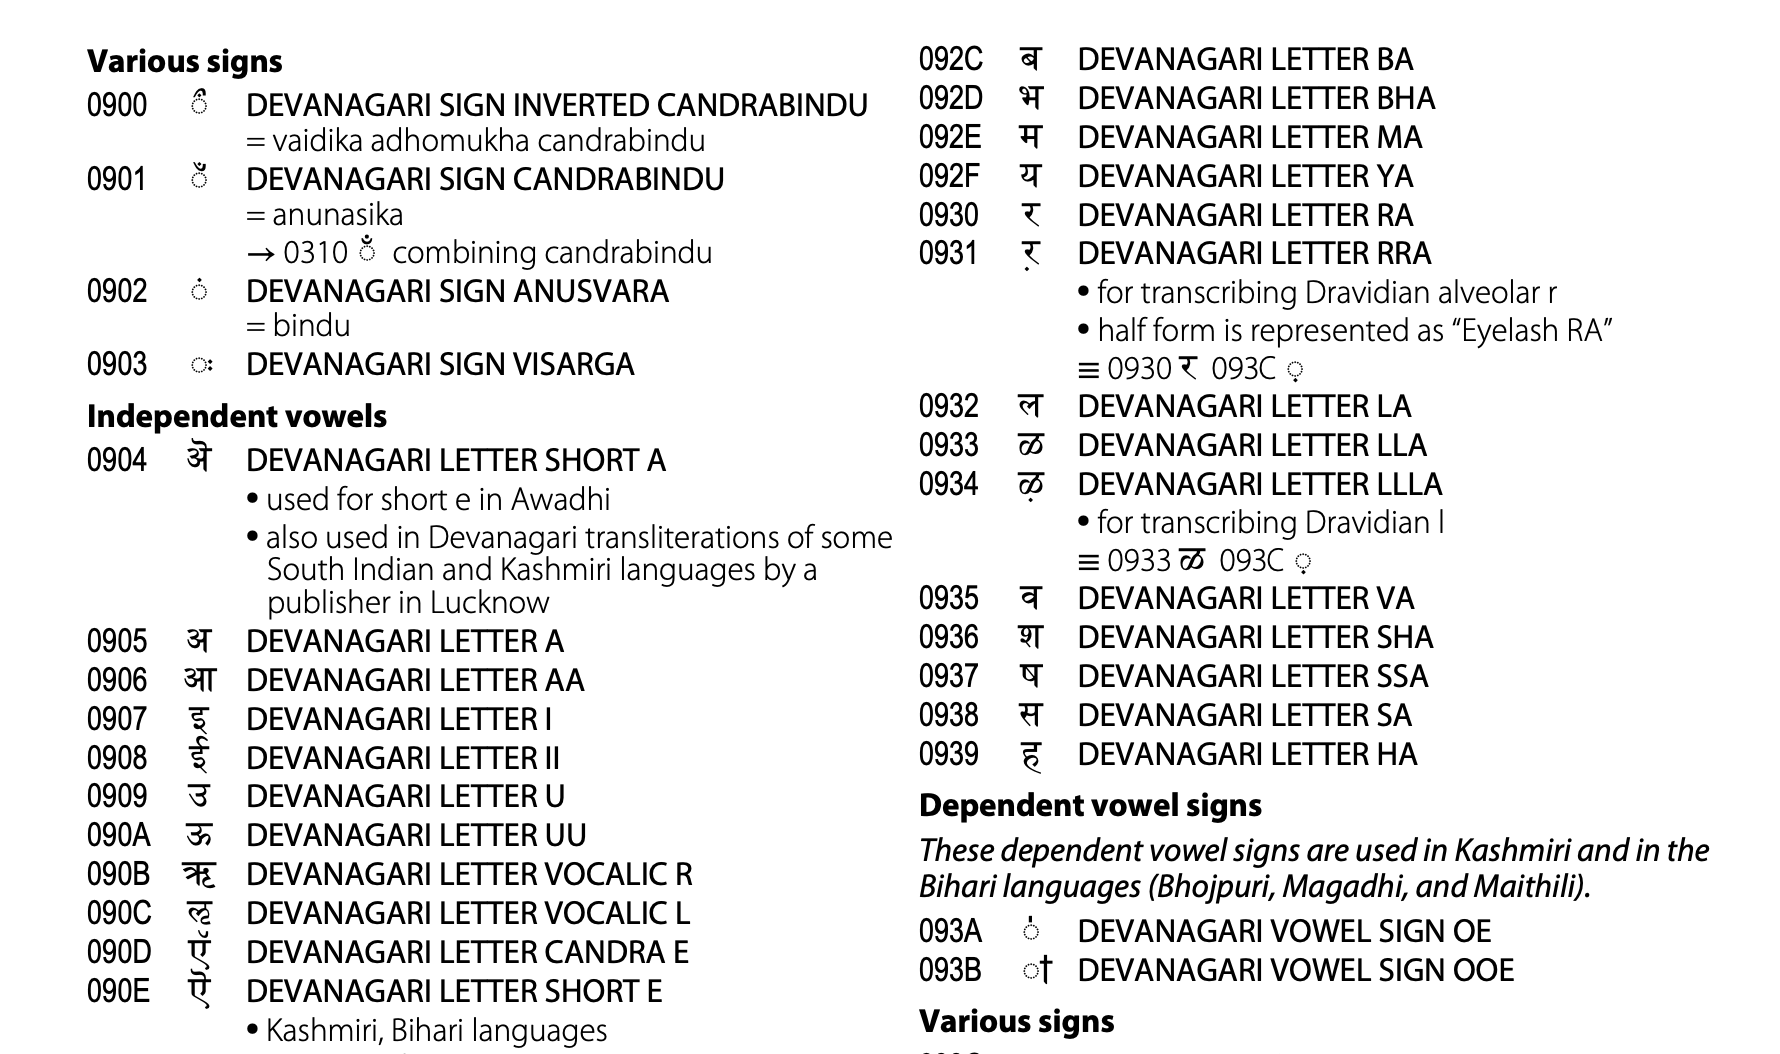 Various signs
0900 ◌ऀ DEVANAGARI SIGN INVERTED CANDRABINDU
= vaidika adhomukha candrabindu
0901 ◌ँ DEVANAGARI SIGN CANDRABINDU
= anunasika
→ 0310 ◌̐ combining candrabindu
0902 ◌ं DEVANAGARI SIGN ANUSVARA
= bindu
0903 ◌ः DEVANAGARI SIGN VISARGA
Independent vowels
0904 ऄ DEVANAGARI LETTER SHORT A
• used for short e in Awadhi
• also used in Devanagari transliterations of some
South Indian and Kashmiri languages by a
publisher in Lucknow
0905 अ DEVANAGARI LETTER A
0906 आ DEVANAGARI LETTER AA
0907 इ DEVANAGARI LETTER I
0908 ई DEVANAGARI LETTER II
0909 उ DEVANAGARI LETTER U
090A ऊ DEVANAGARI LETTER UU
090B ऋ DEVANAGARI LETTER VOCALIC R
090C ऌ DEVANAGARI LETTER VOCALIC L
090D ऍ DEVANAGARI LETTER CANDRA E
090E ऎ DEVANAGARI LETTER SHORT E
• Kashmiri, Bihari languages
092C ब DEVANAGARI LETTER BA
092D भ DEVANAGARI LETTER BHA
092E म DEVANAGARI LETTER MA
092F य DEVANAGARI LETTER YA
0930 र DEVANAGARI LETTER RA
0931 ऱ DEVANAGARI LETTER RRA
• for transcribing Dravidian alveolar r
• half form is represented as “Eyelash RA”
≡ 0930 र 093C ◌़
0932 ल DEVANAGARI LETTER LA
0933 ळ DEVANAGARI LETTER LLA
0934 ऴ DEVANAGARI LETTER LLLA
• for transcribing Dravidian l
≡ 0933 ळ 093C ◌़
0935 व DEVANAGARI LETTER VA
0936 श DEVANAGARI LETTER SHA
0937 ष DEVANAGARI LETTER SSA
0938 स DEVANAGARI LETTER SA
0939 ह DEVANAGARI LETTER HA
Dependent vowel signs
These dependent vowel signs are used in Kashmiri and in the
Bihari languages (Bhojpuri, Magadhi, and Maithili).
093A ◌ऺ DEVANAGARI VOWEL SIGN OE
093B ◌ऻ DEVANAGARI VOWEL SIGN OOE
Various signs